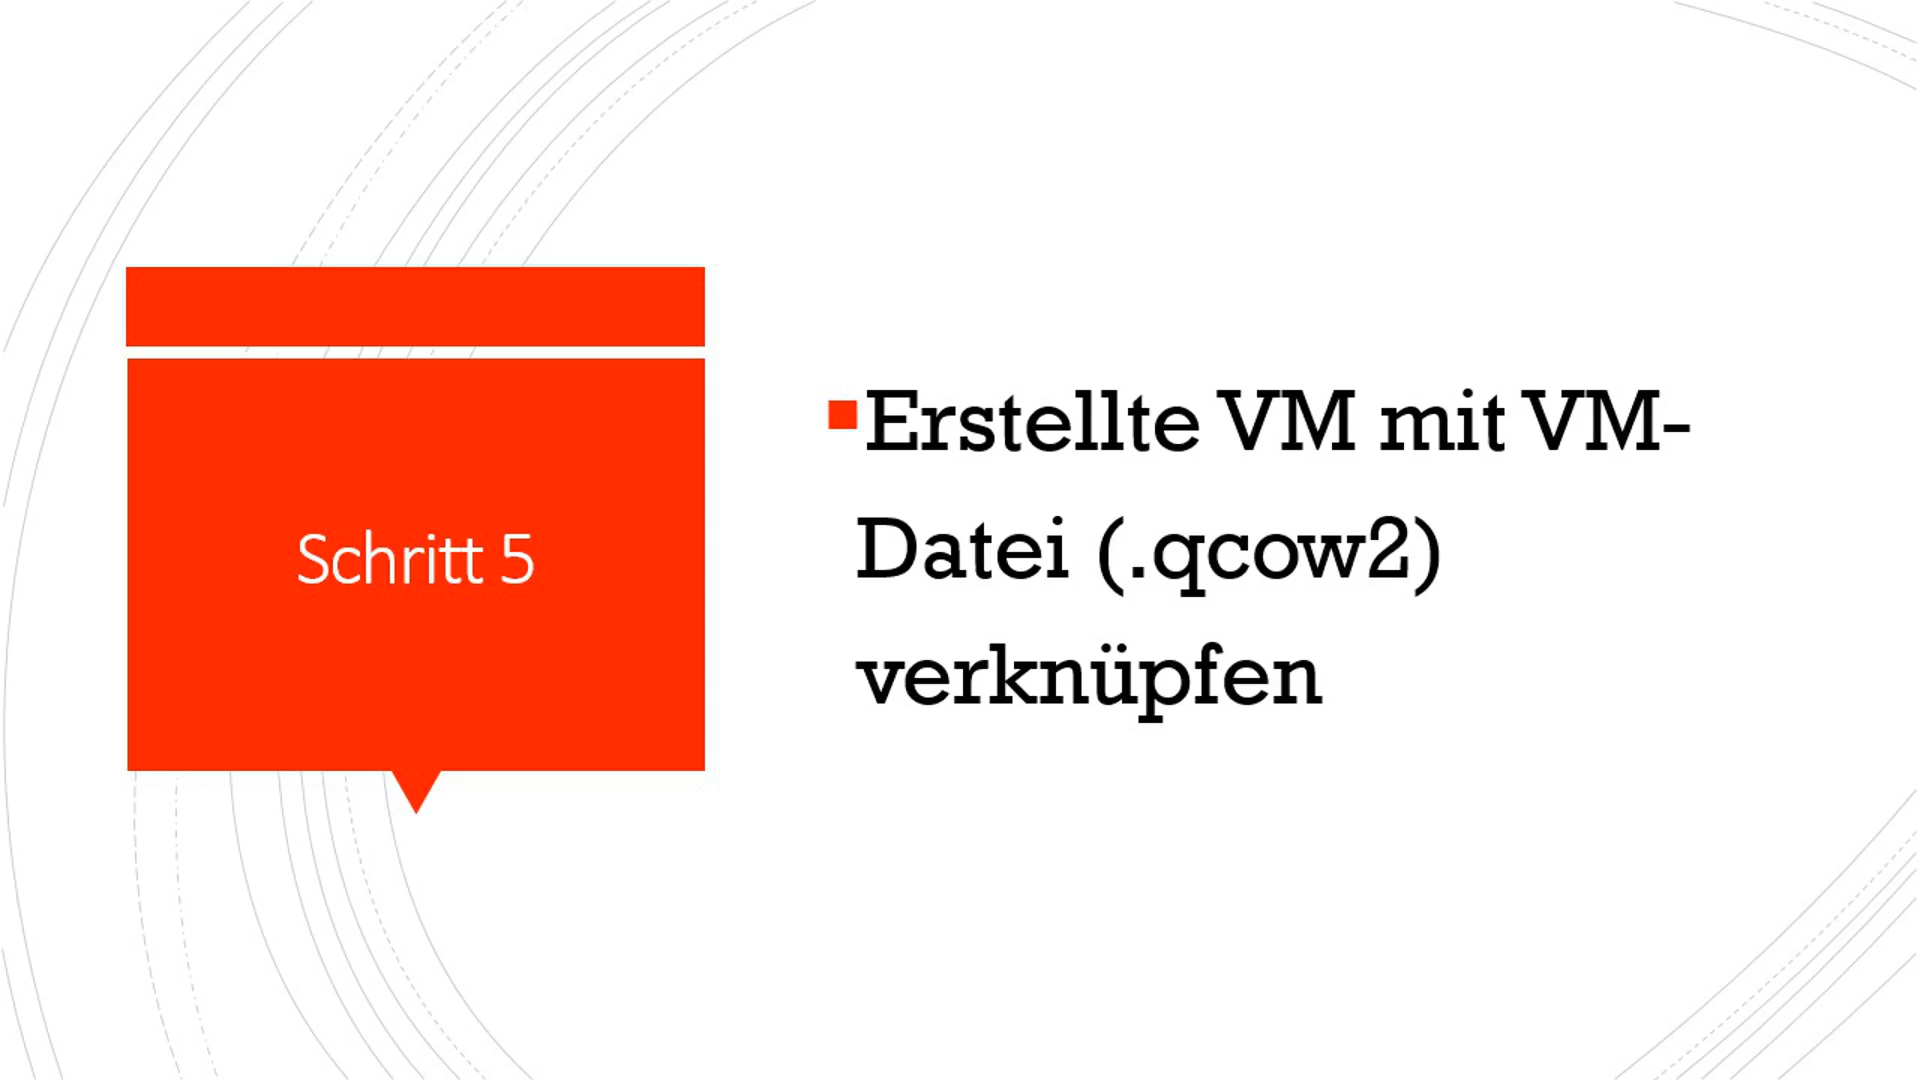 Schritt 5
Erstellte VM mit VM-
Datei (.qcow2)
verknüpfen